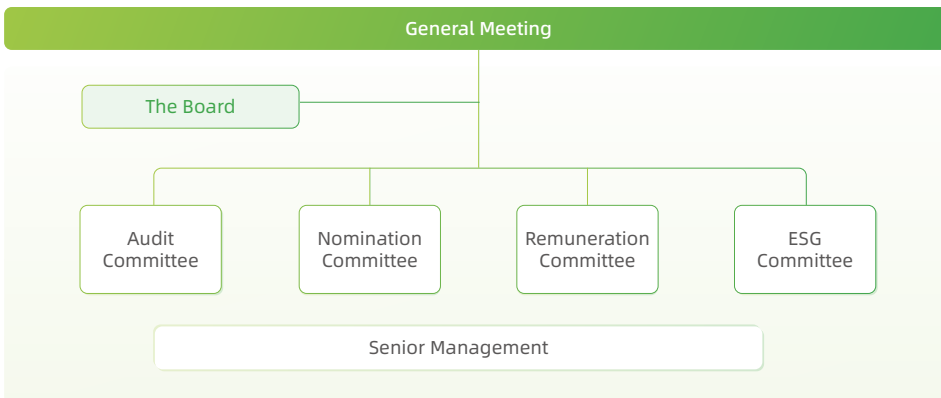 General Meeting
The Board
Audit
Committee
Nomination
Committee
Remuneration
Committee
ESG
Committee
Senior Management